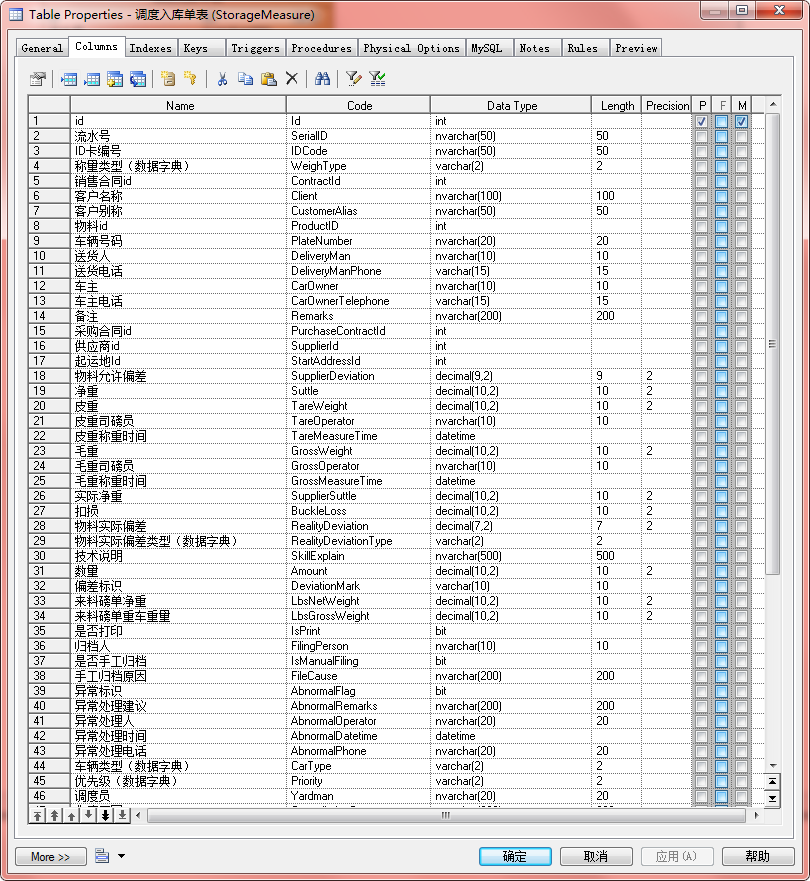 Table Properties - 调度入库单表 (StorageMeasure)
General Columns Indexes Keys Triggers Procedures Physical Options MySQL Notes Rules Preview
Name Code Data Type Length Precision P F M
1 id Id int
2 流水号 SerialID nvarchar(50) 50
3 ID卡编号 IDCode nvarchar(50) 50
4 称量类型（数据字典） WeighType varchar(2) 2
5 销售合同id ContractId int
6 客户名称 Client nvarchar(100) 100
7 客户别称 CustomerAlias nvarchar(50) 50
8 物料id ProductID int
9 车辆号码 PlateNumber nvarchar(20) 20
10 送货人 DeliveryMan nvarchar(10) 10
11 送货电话 DeliveryManPhone varchar(15) 15
12 车主 CarOwner nvarchar(10) 10
13 车主电话 CarOwnerTelephone varchar(15) 15
14 备注 Remarks nvarchar(200) 200
15 采购合同id PurchaseContractId int
16 供应商id SupplierId int
17 起运地Id StartAddressId int
18 物料允许偏差 SupplierDeviation decimal(9,2) 9 2
19 净重 Suttle decimal(10,2) 10 2
20 皮重 TareWeight decimal(10,2) 10 2
21 皮重司磅员 TareOperator nvarchar(10) 10
22 皮重称重时间 TareMeasureTime datetime
23 毛重 GrossWeight decimal(10,2) 10 2
24 毛重司磅员 GrossOperator nvarchar(10) 10
25 毛重称重时间 GrossMeasureTime datetime
26 实际净重 SupplierSuttle decimal(10,2) 10 2
27 扣损 BuckleLoss decimal(10,2) 10 2
28 物料实际偏差 RealityDeviation decimal(7,2) 7 2
29 物料实际偏差类型（数据字典） RealityDeviationType varchar(2) 2
30 技术说明 SkillExplain nvarchar(500) 500
31 数量 Amount decimal(10,2) 10 2
32 偏差标识 DeviationMark varchar(10) 10
33 来料磅单净重 LbsNetWeight decimal(10,2) 10 2
34 来料磅单重车重量 LbsGrossWeight decimal(10,2) 10 2
35 是否打印 IsPrint bit
36 归档人 FilingPerson nvarchar(10) 10
37 是否手工归档 IsManualFiling bit
38 手工归档原因 FileCause nvarchar(200) 200
39 异常标识 AbnormalFlag bit
40 异常处理建议 AbnormalRemarks nvarchar(200) 200
41 异常处理人 AbnormalOperator nvarchar(20) 20
42 异常处理时间 AbnormalDatetime datetime
43 异常处理电话 AbnormalPhone nvarchar(20) 20
44 车辆类型（数据字典） CarType varchar(2) 2
45 优先级（数据字典） Priority varchar(2) 2
46 调度员 Yardman nvarchar(20) 20
More >> 确定 取消 应用(A) 帮助